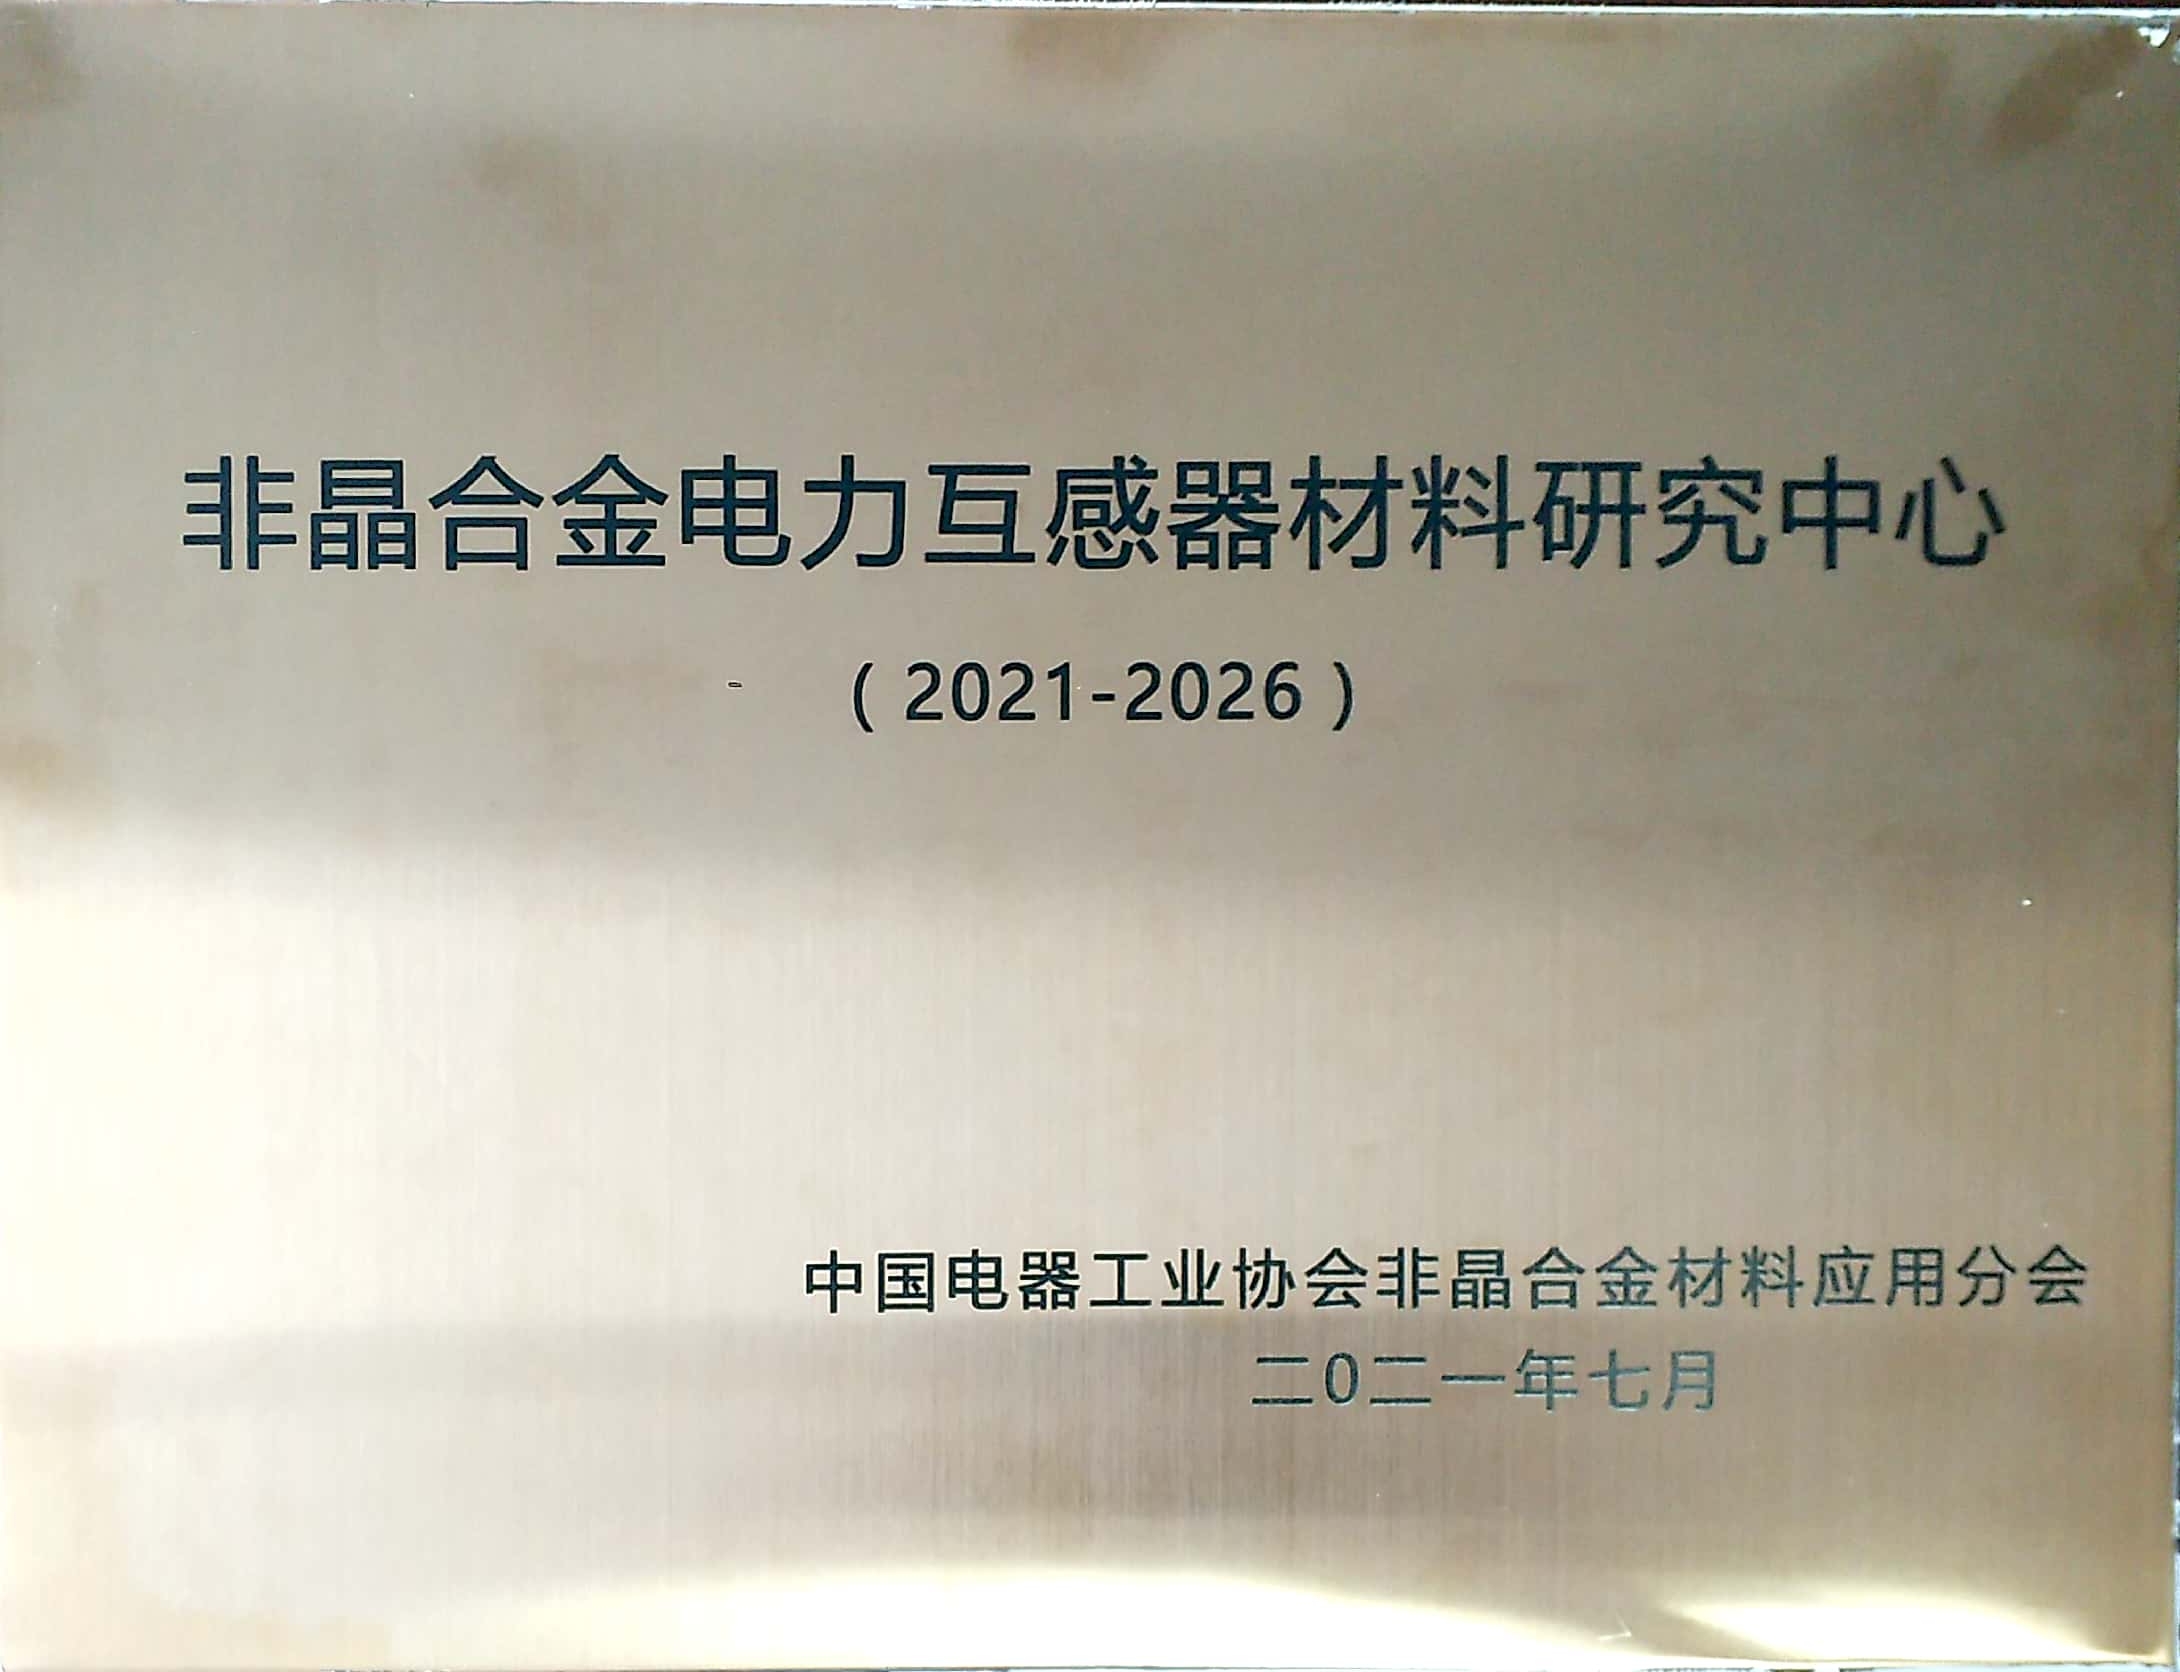 非晶合金电力互感器材料研究中心
（2021-2026）
中国电器工业协会非晶合金材料应用分会
二0二一年七月